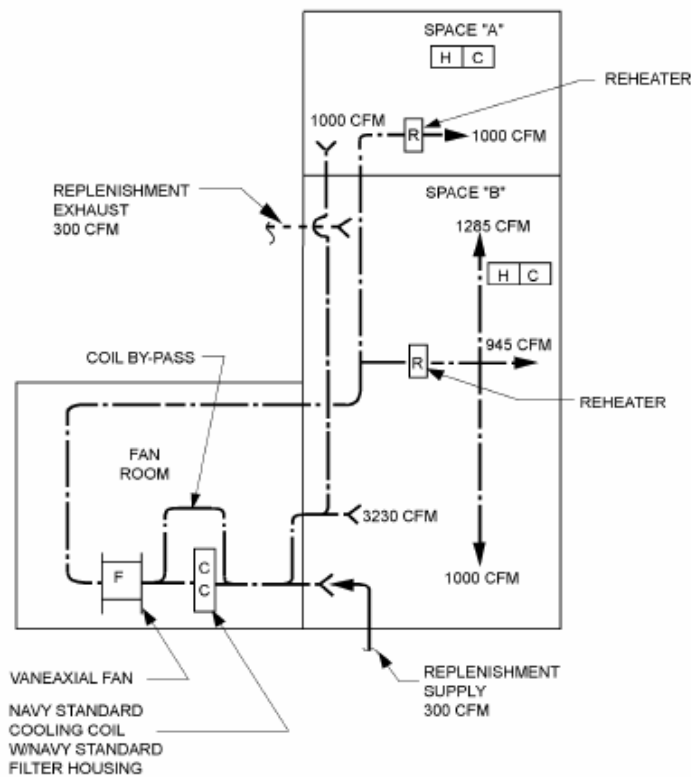 SPACE "A"
H C
REHEATER
1000 CFM
R
1000 CFM
REPLENISHMENT
EXHAUST
300 CFM
SPACE "B"
1285 CFM
H C
COIL BY-PASS
945 CFM
R
REHEATER
FAN
ROOM
3230 CFM
F
C
C
1000 CFM
VANEAXIAL FAN
REPLENISHMENT
SUPPLY
300 CFM
NAVY STANDARD
COOLING COIL
W/NAVY STANDARD
FILTER HOUSING